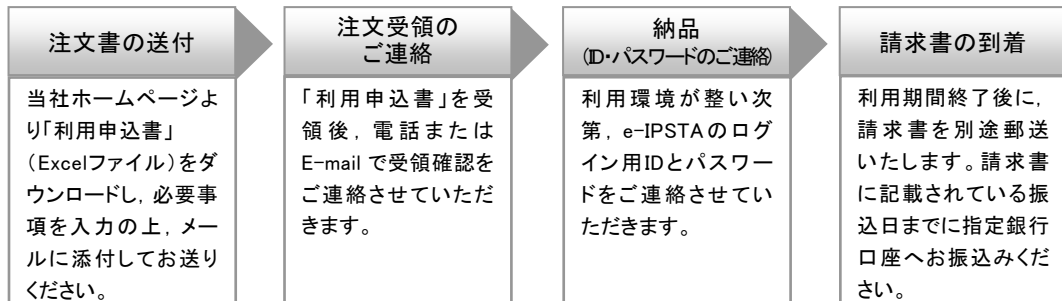 注文書の送付
当社ホームページよ
り「利用申込書」
（Excelファイル）をダ
ウンロードし，必要事
項を入力の上，メー
ルに添付してお送り
ください。
注文受領の
ご連絡
「利用申込書」を受
領後，電話または
E-mail で受領確認を
ご連絡させていただ
きます。
納品
（ID・パスワードのご連絡）
利用環境が整い次
第，e-IPSTAのログ
イン用IDとパスワー
ドをご連絡させてい
ただきます。
請求書の到着
利用期間終了後に，
請求書を別途郵送
いたします。請求書
に記載されている振
込日までに指定銀行
口座へお振込みくだ
さい。